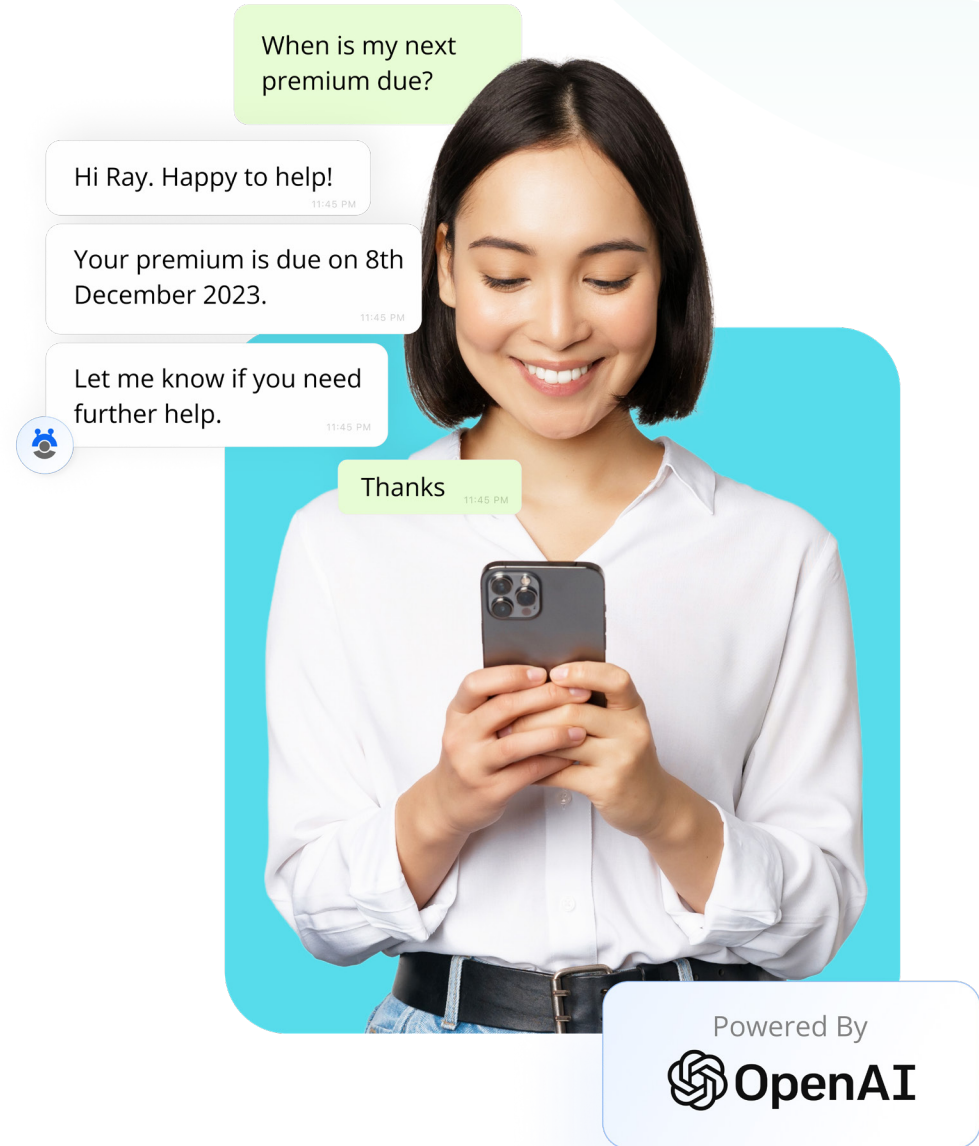 When is my next
premium due?
Hi Ray. Happy to help!
11:45 PM
Your premium is due on 8th
December 2023.
11:45 PM
Let me know if you need
further help.
11:45 PM
Thanks
11:45 PM
Powered By
OpenAI